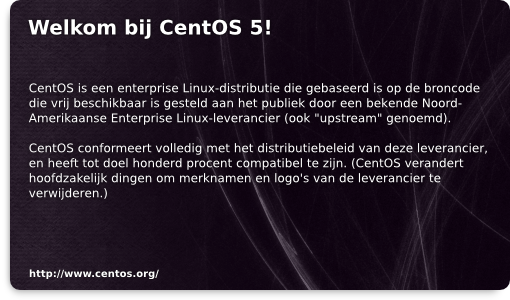 Welkom bij CentOS 5!
CentOS is een enterprise Linux-distributie die gebaseerd is op de broncode
die vrij beschikbaar is gesteld aan het publiek door een bekende Noord-
Amerikaanse Enterprise Linux-leverancier (ook "upstream" genoemd).
CentOS conformeert volledig met het distributiebeleid van deze leverancier,
en heeft tot doel honderd procent compatibel te zijn. (CentOS verandert
hoofdzakelijk dingen om merknamen en logo's van de leverancier te
verwijderen.)
http://www.centos.org/